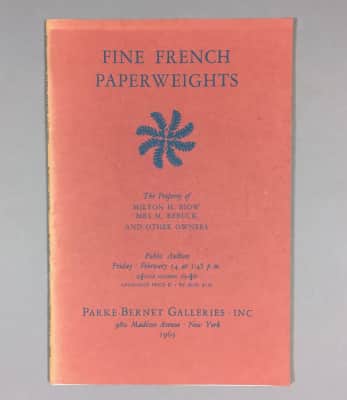 FINE FRENCH
PAPERWEIGHTS
The Property of
MILTON H. BIOW
MRS M. REBUCK
AND OTHER OWNERS
Public Auction
Friday · February 14 at 1:45 p.m.
PARKE-BERNET GALLERIES · INC
980 Madison Avenue · New York
1969